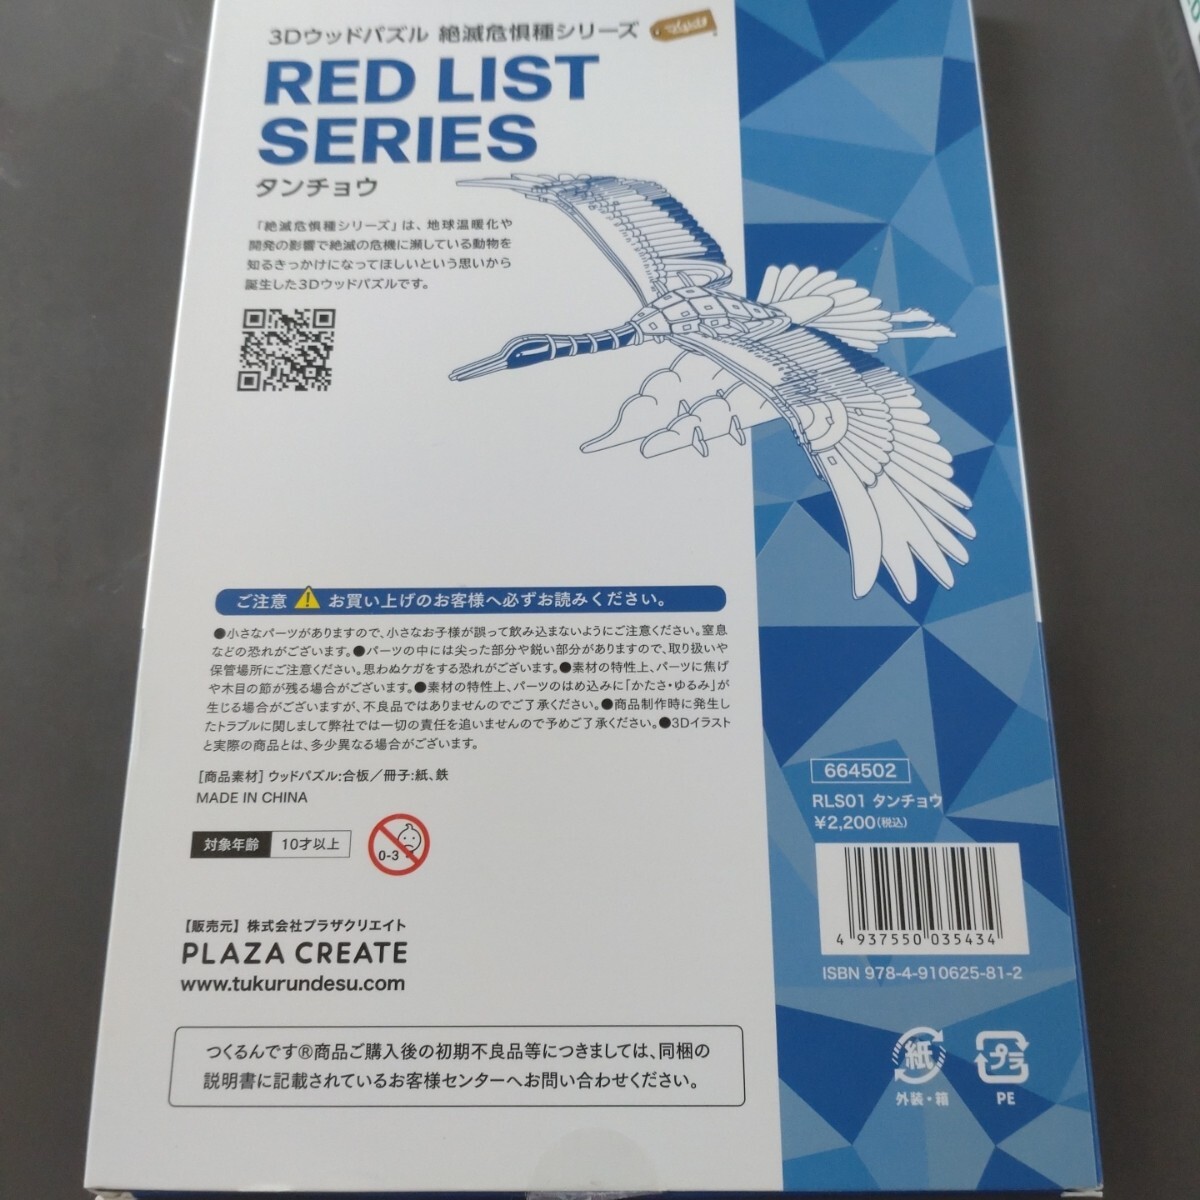 3Dウッドパズル 絶滅危惧種シリーズ
RED LIST
SERIES
タンチョウ
「絶滅危惧種シリーズ」は、地球温暖化や
開発の影響で絶滅の危機に瀕している動物を
知るきっかけになってほしいという思いから
誕生した3Dウッドパズルです。
ご注意 お買い上げのお客様へ必ずお読みください。
●小さなパーツがありますので、小さなお子様が誤って飲み込まないようにご注意ください。窒息
などの恐れがございます。●パーツの中には尖った部分や鋭い部分がありますので、取り扱いや
保管場所にご注意ください。思わぬケガをする恐れがございます。●素材の特性上、パーツに焦げ
や木目の節が残る場合がございます。●素材の特性上、パーツのはめ込みに「かたさ・ゆるみ」が
生じる場合がございますが、不良品ではありませんのでご了承ください。●商品制作時に発生し
たトラブルに関しまして弊社では一切の責任を追いませんので予めご了承ください。●3Dイラスト
と実際の商品とは、多少異なる場合がございます。
[商品素材] ウッドパズル:合板/冊子:紙、鉄
MADE IN CHINA
対象年齢 10才以上
0-3
【販売元】株式会社プラザクリエイト
PLAZA CREATE
www.tukurundesu.com
つくるんです®商品ご購入後の初期不良品等につきましては、同梱の
説明書に記載されているお客様センターへお問い合わせください。
664502
RLS01 タンチョウ
¥2,200(税込)
4 937550 035434
ISBN 978-4-910625-81-2
紙
外装・箱
プラ
PE